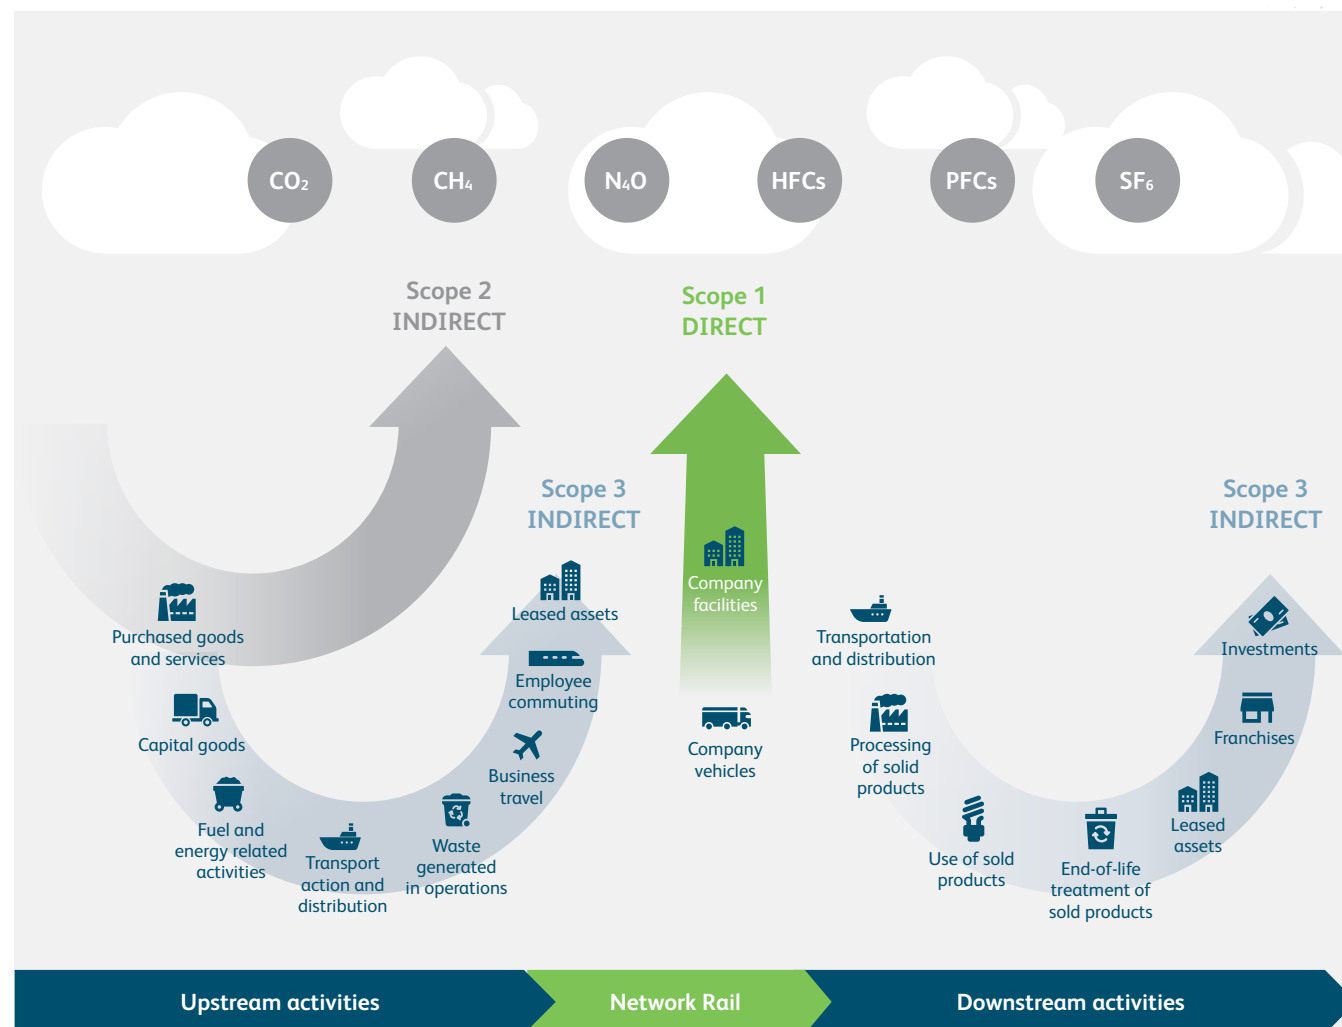 CO₂
CH₄
N₄O
HFCs
PFCs
SF₆
Scope 2
INDIRECT
Scope 1
DIRECT
Scope 3
INDIRECT
Scope 3
INDIRECT
Purchased goods
and services
Capital goods
Fuel and
energy related
activities
Transport
action and
distribution
Waste
generated
in operations
Business
travel
Employee
commuting
Leased assets
Company
facilities
Company
vehicles
Transportation
and distribution
Processing
of solid
products
Use of sold
products
End-of-life
treatment of
sold products
Leased
assets
Franchises
Investments
Upstream activities
Network Rail
Downstream activities